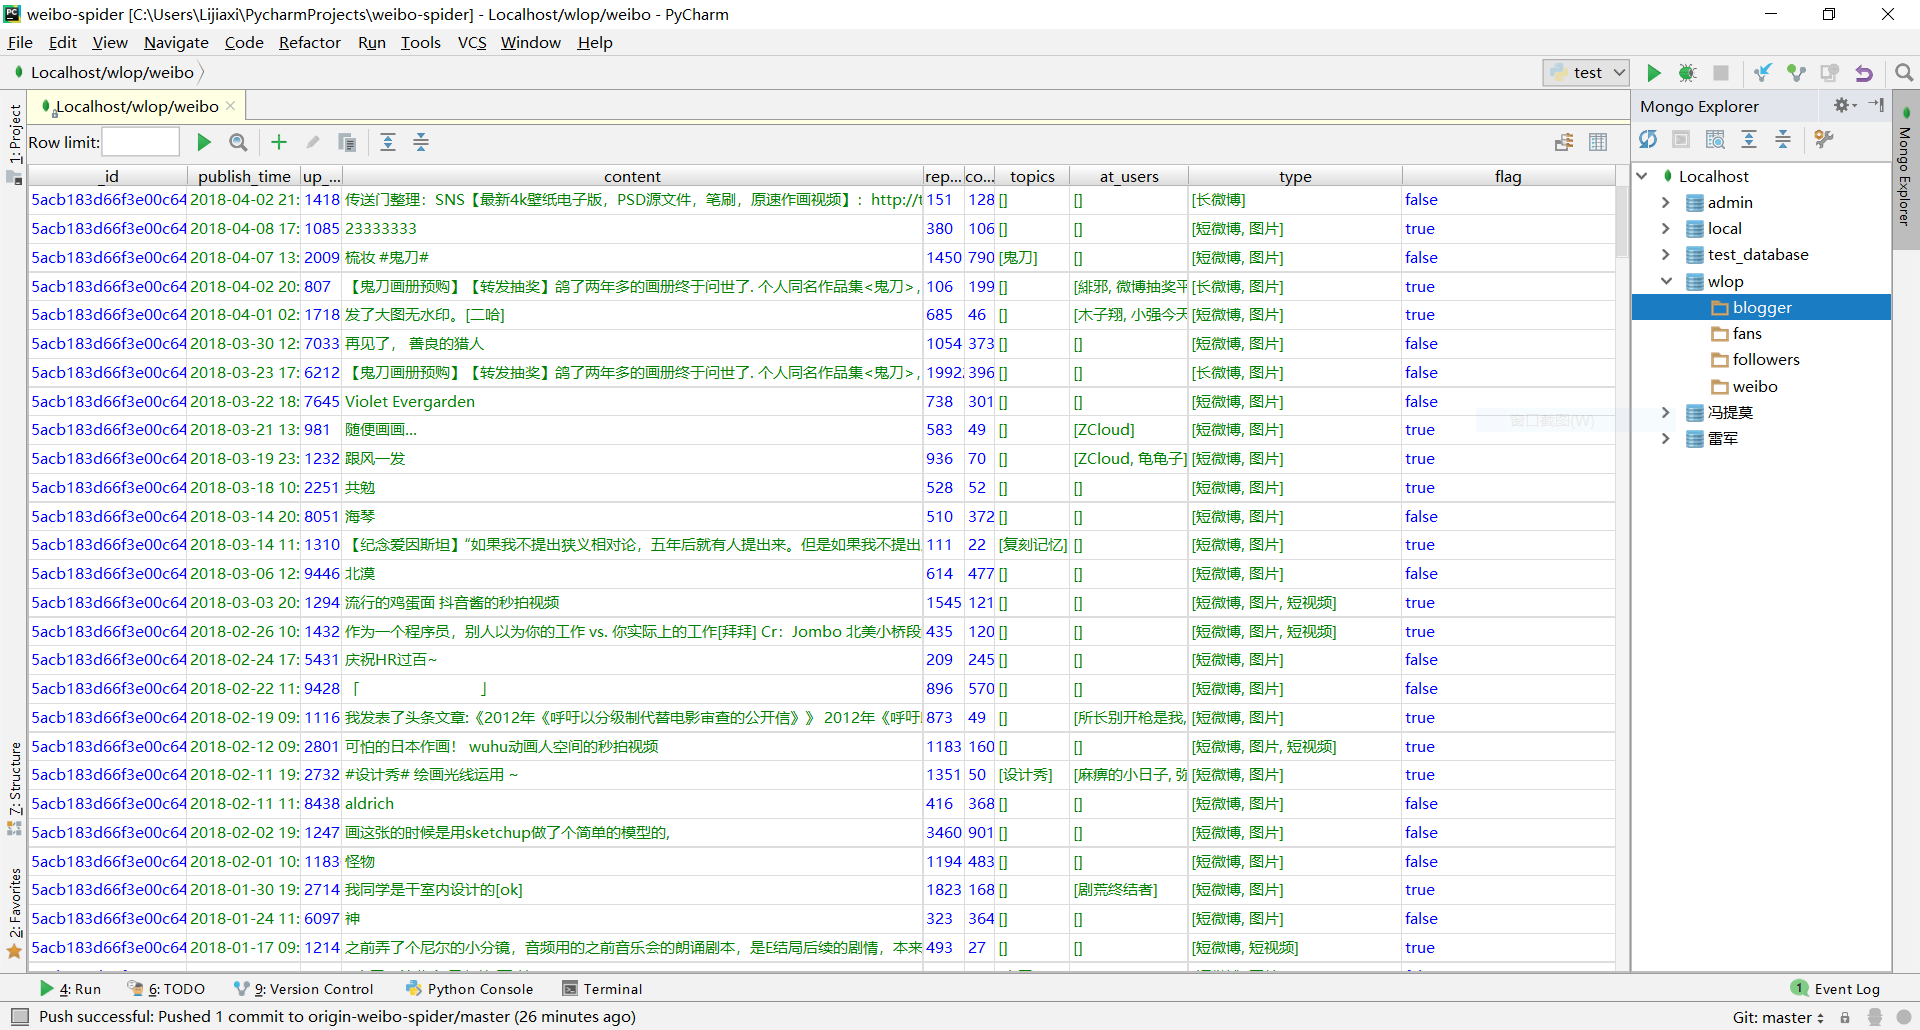 weibo-spider [C:\Users\Lijiaxi\PycharmProjects\weibo-spider] - Localhost/wlop/weibo - PyCharm
File Edit View Navigate Code Refactor Run Tools VCS Window Help
Localhost/wlop/weibo test
1: Project Localhost/wlop/weibo Mongo Explorer
Row limit:
_id publish_time up_... content rep... co... topics at_users type flag
5acb183d66f3e00c64 2018-04-02 21: 1418 传送门整理：SNS【最新4k壁纸电子版，PSD源文件，笔刷，原速作画视频】：http://t 151 128 [] [] [长微博] false
5acb183d66f3e00c64 2018-04-08 17: 1085 23333333 380 106 [] [] [短微博, 图片] true
5acb183d66f3e00c64 2018-04-07 13: 2009 梳妆 #鬼刀# 1450 790 [鬼刀] [] [短微博, 图片] false
5acb183d66f3e00c64 2018-04-02 20: 807 【鬼刀画册预购】【转发抽奖】鸽了两年多的画册终于问世了. 个人同名作品集<鬼刀>, 106 199 [] [緋邪, 微博抽奖平 [长微博, 图片] true
5acb183d66f3e00c64 2018-04-01 02: 1718 发了大图无水印。[二哈] 685 46 [] [木子翔, 小强今天 [短微博, 图片] true
5acb183d66f3e00c64 2018-03-30 12: 7033 再见了， 善良的猎人 1054 373 [] [] [短微博, 图片] false
5acb183d66f3e00c64 2018-03-23 17: 6212 【鬼刀画册预购】【转发抽奖】鸽了两年多的画册终于问世了. 个人同名作品集<鬼刀>, 1992 396 [] [] [长微博, 图片] false
5acb183d66f3e00c64 2018-03-22 18: 7645 Violet Evergarden 738 301 [] [] [短微博, 图片] false
5acb183d66f3e00c64 2018-03-21 13: 981 随便画画... 583 49 [] [ZCloud] [短微博, 图片] true
5acb183d66f3e00c64 2018-03-19 23: 1232 跟风一发 936 70 [] [ZCloud, 龟龟子] [短微博, 图片] true
5acb183d66f3e00c64 2018-03-18 10: 2251 共勉 528 52 [] [] [短微博, 图片] true
5acb183d66f3e00c64 2018-03-14 20: 8051 海琴 510 372 [] [] [短微博, 图片] false
5acb183d66f3e00c64 2018-03-14 11: 1310 【纪念爱因斯坦】“如果我不提出狭义相对论，五年后就有人提出来。但是如果我不提出 111 22 [复刻记忆] [] [短微博, 图片] true
5acb183d66f3e00c64 2018-03-06 12: 9446 北漠 614 477 [] [] [短微博, 图片] false
5acb183d66f3e00c64 2018-03-03 20: 1294 流行的鸡蛋面 抖音酱的秒拍视频 1545 121 [] [] [短微博, 图片, 短视频] true
5acb183d66f3e00c64 2018-02-26 10: 1432 作为一个程序员，别人以为你的工作 vs. 你实际上的工作[拜拜] Cr：Jombo 北美小桥段 435 120 [] [] [短微博, 图片, 短视频] true
5acb183d66f3e00c64 2018-02-24 17: 5431 庆祝HR过百~ 209 245 [] [] [短微博, 图片] false
5acb183d66f3e00c64 2018-02-22 11: 9428 「 」 896 570 [] [] [短微博, 图片] false
5acb183d66f3e00c64 2018-02-19 09: 1116 我发表了头条文章:《2012年《呼吁以分级制代替电影审查的公开信》》 2012年《呼吁 873 49 [] [所长别开枪是我, [短微博, 图片] true
5acb183d66f3e00c64 2018-02-12 09: 2801 可怕的日本作画！ wuhu动画人空间的秒拍视频 1183 160 [] [] [短微博, 图片, 短视频] true
5acb183d66f3e00c64 2018-02-11 19: 2732 #设计秀# 绘画光线运用 ~ 1351 50 [设计秀] [麻痹的小日子, 弥 [短微博, 图片] true
5acb183d66f3e00c64 2018-02-11 11: 8438 aldrich 416 368 [] [] [短微博, 图片] false
5acb183d66f3e00c64 2018-02-02 19: 1247 画这张的时候是用sketchup做了个简单的模型的, 3460 901 [] [] [短微博, 图片] false
5acb183d66f3e00c64 2018-02-01 10: 1183 怪物 1194 483 [] [] [短微博, 图片] false
5acb183d66f3e00c64 2018-01-30 19: 2714 我同学是干室内设计的[ok] 1823 168 [] [剧荒终结者] [短微博, 图片] true
5acb183d66f3e00c64 2018-01-24 11: 6097 神 323 364 [] [] [短微博, 图片] false
5acb183d66f3e00c64 2018-01-17 09: 1214 之前弄了个尼尔的小分镜，音频用的之前音乐会的朗诵剧本，是E结局后续的剧情，本来 493 27 [] [] [短微博, 短视频] true
Localhost
admin
local
test_database
wlop
blogger
fans
followers
weibo
冯提莫
雷军
窗口截图(W)
Mongo Explorer
7: Structure
2: Favorites
4: Run 6: TODO 9: Version Control Python Console Terminal 1 Event Log
Push successful: Pushed 1 commit to origin-weibo-spider/master (26 minutes ago) Git: master